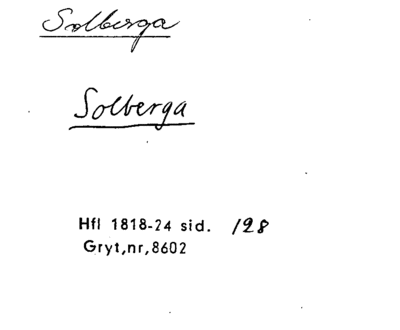 Solberga
Solberga
Hfl 1818-24 sid. 128
Gryt,nr,8602